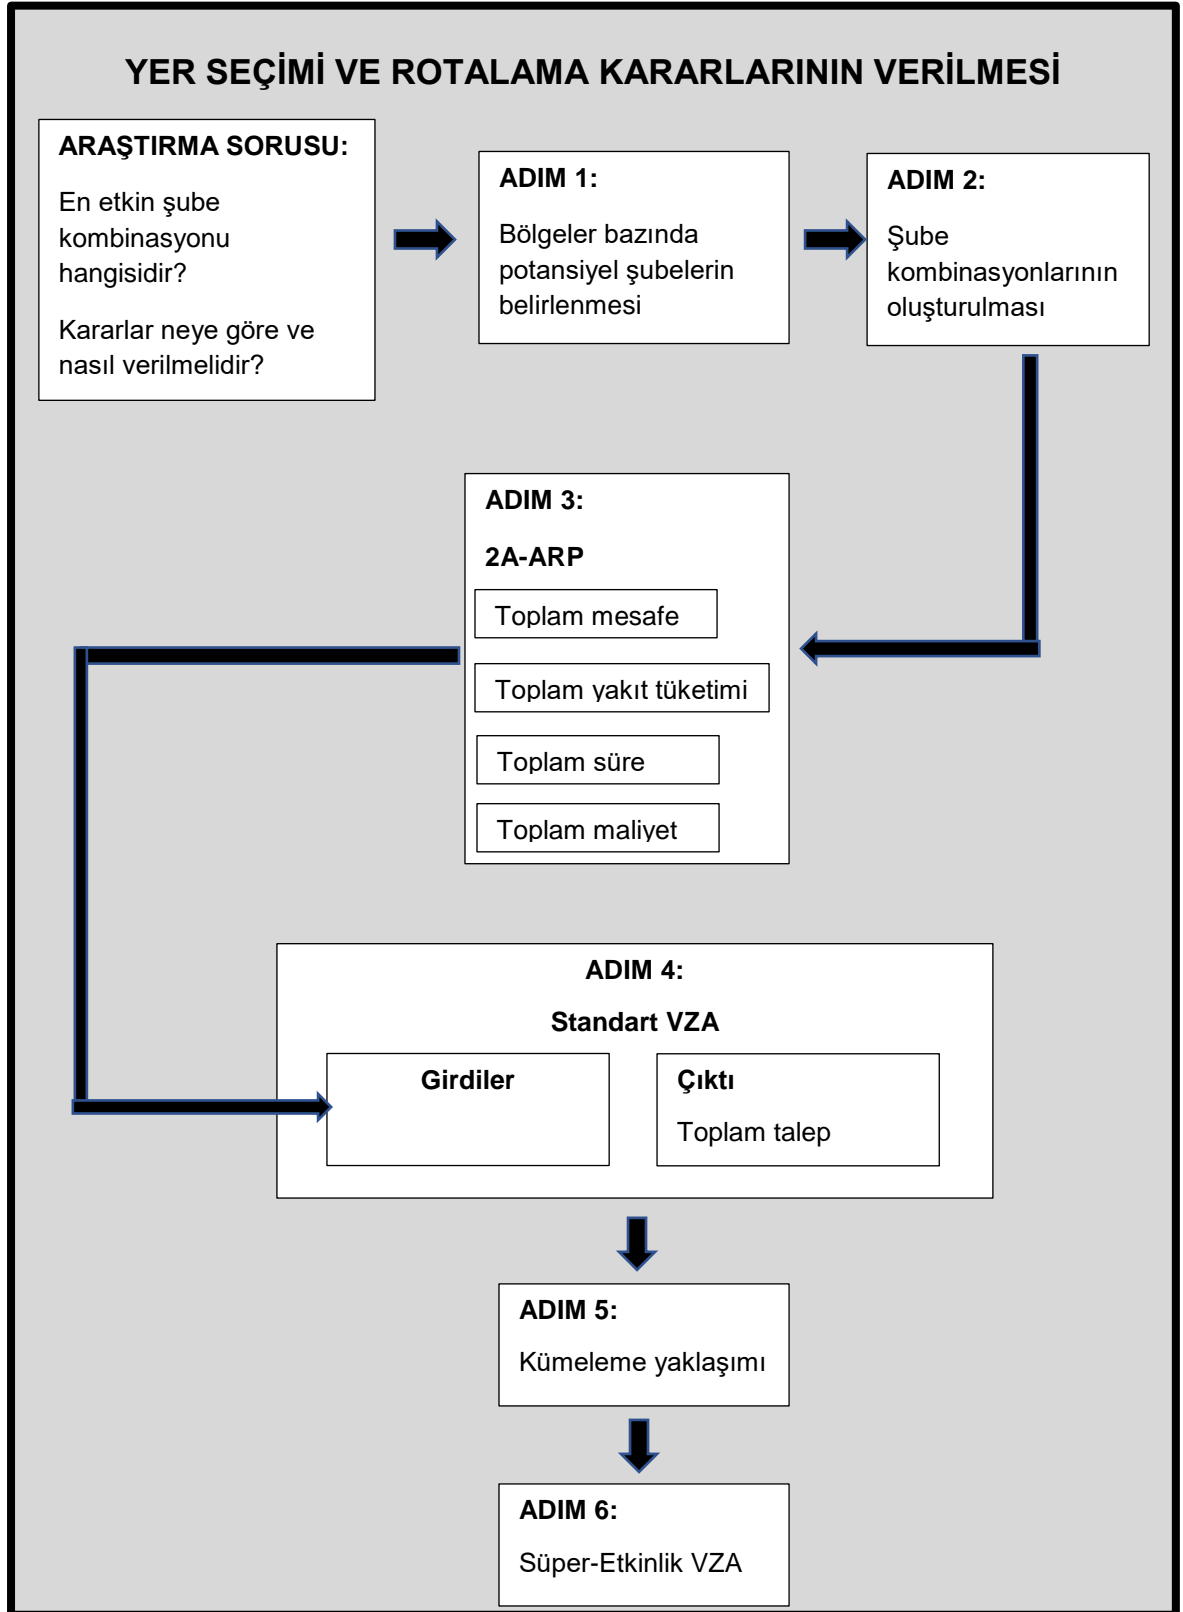 YER SEÇİMİ VE ROTALAMA KARARLARININ VERİLMESİ
ARAŞTIRMA SORUSU:
En etkin şube
kombinasyonu
hangisidir?
Kararlar neye göre ve
nasıl verilmelidir?
ADIM 1:
Bölgeler bazında
potansiyel şubelerin
belirlenmesi
ADIM 2:
Şube
kombinasyonlarının
oluşturulması
ADIM 3:
2A-ARP
Toplam mesafe
Toplam yakıt tüketimi
Toplam süre
Toplam maliyet
ADIM 4:
Standart VZA
Girdiler
Çıktı
Toplam talep
ADIM 5:
Kümeleme yaklaşımı
ADIM 6:
Süper-Etkinlik VZA